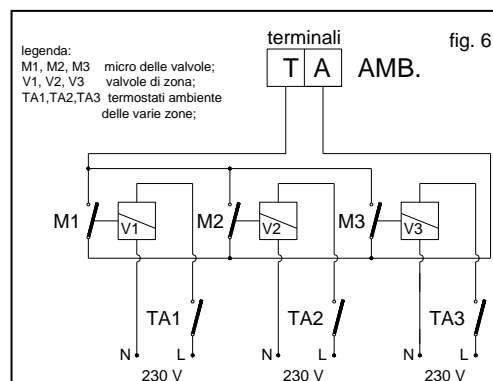 terminali
fig. 6
T A AMB.
legenda:
M1, M2, M3 micro delle valvole;
V1, V2, V3 valvole di zona;
TA1,TA2,TA3 termostati ambiente
delle varie zone;
M1 V1 M2 V2 M3 V3
TA1 TA2 TA3
N L N L N L
230 V 230 V 230 V